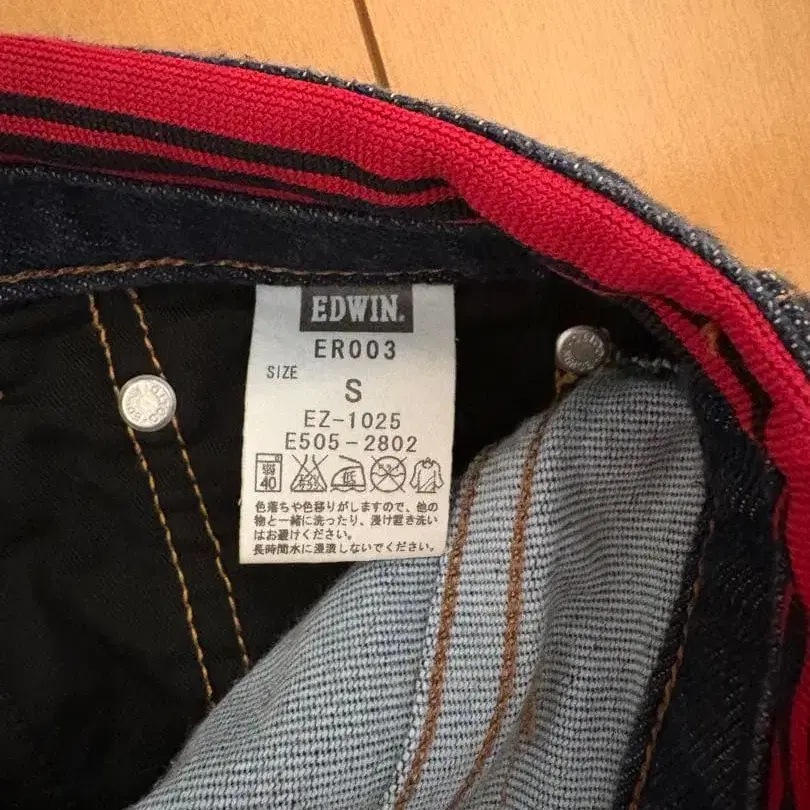 EDWIN.
ER003
SIZE
S
EZ-1025
E505-2802
弱
40
低
色落ちや色移りがしますので、他の
物と一緒に洗ったり、浸け置き洗い
はお避けください。
長時間水に浸漬しないでください。